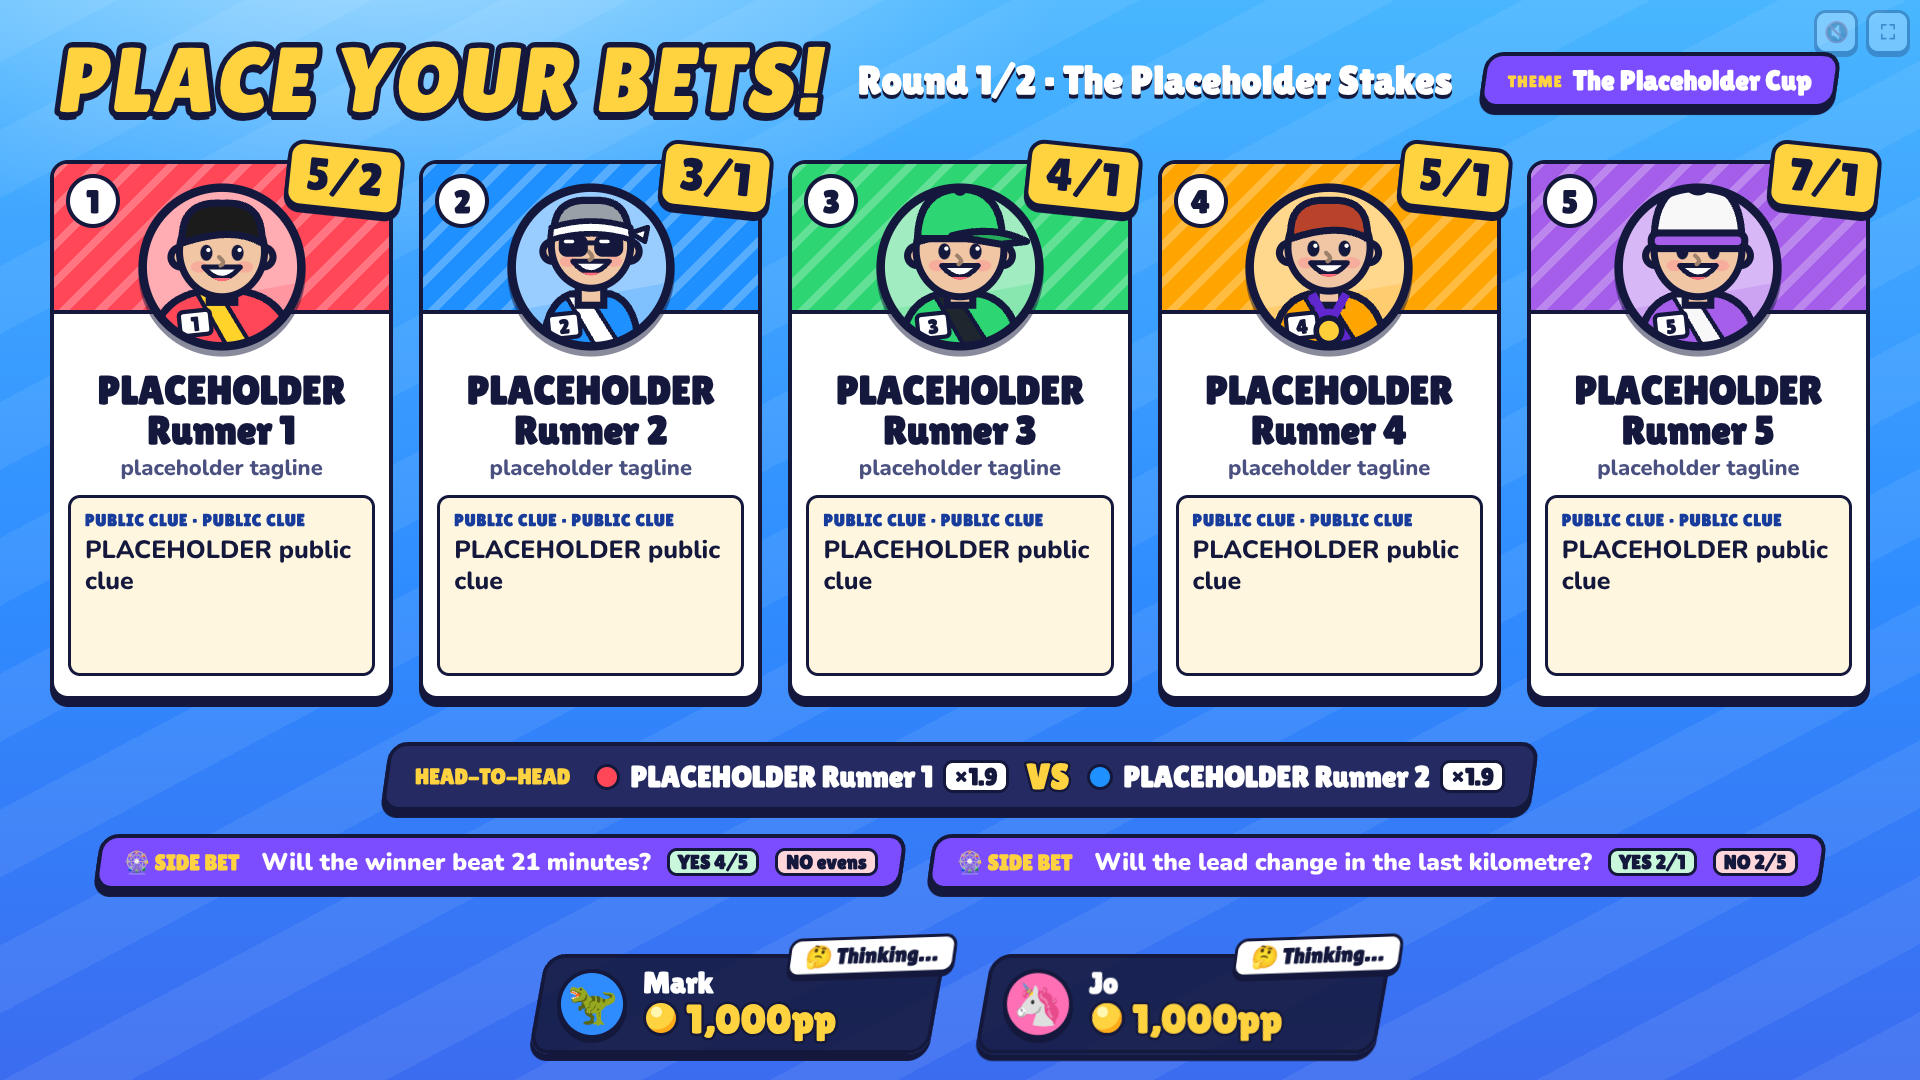 PLACE YOUR BETS!
Round 1/2 · The Placeholder Stakes
THEME The Placeholder Cup
1
5/2
1
PLACEHOLDER
Runner 1
placeholder tagline
PUBLIC CLUE · PUBLIC CLUE
PLACEHOLDER public
clue
2
3/1
2
PLACEHOLDER
Runner 2
placeholder tagline
PUBLIC CLUE · PUBLIC CLUE
PLACEHOLDER public
clue
3
4/1
3
PLACEHOLDER
Runner 3
placeholder tagline
PUBLIC CLUE · PUBLIC CLUE
PLACEHOLDER public
clue
4
5/1
4
PLACEHOLDER
Runner 4
placeholder tagline
PUBLIC CLUE · PUBLIC CLUE
PLACEHOLDER public
clue
5
7/1
5
PLACEHOLDER
Runner 5
placeholder tagline
PUBLIC CLUE · PUBLIC CLUE
PLACEHOLDER public
clue
HEAD-TO-HEAD PLACEHOLDER Runner 1 ×1.9 VS PLACEHOLDER Runner 2 ×1.9
SIDE BET Will the winner beat 21 minutes? YES 4/5 NO evens
SIDE BET Will the lead change in the last kilometre? YES 2/1 NO 2/5
Thinking...
Mark
1,000pp
Thinking...
Jo
1,000pp